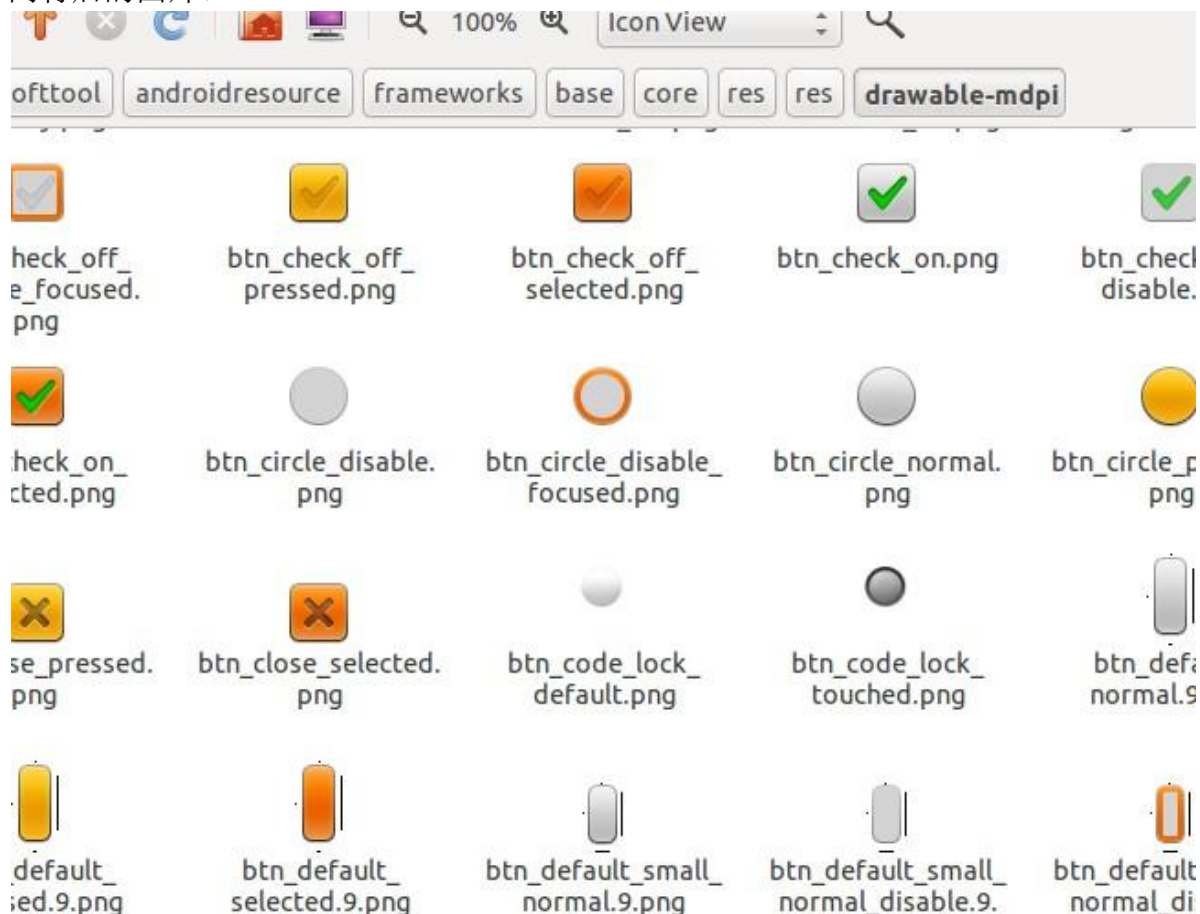 100% Icon View
ofttool androidresource frameworks base core res res drawable-mdpi
heck_off_ btn_check_off_ btn_check_off_ btn_check_on.png btn_check
e_focused. pressed.png selected.png disable.
png
heck_on_ btn_circle_disable. btn_circle_disable_ btn_circle_normal. btn_circle_p
cted.png png focused.png png png
se_pressed. btn_close_selected. btn_code_lock_ btn_code_lock_ btn_defa
png png default.png touched.png normal.9
_default_ btn_default_ btn_default_small_ btn_default_small_ btn_default
sed.9.png selected.9.png normal.9.png normal_disable.9. normal_di